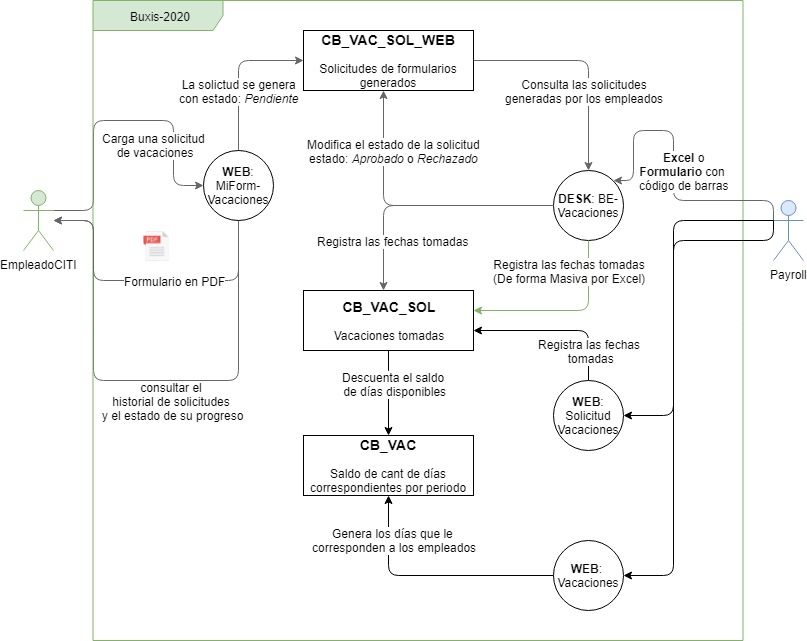 Buxis-2020
CB_VAC_SOL_WEB
Solicitudes de formularios
generados
La solictud se genera
con estado: Pendiente
Consulta las solicitudes
generadas por los empleados
Carga una solicitud
de vacaciones
Modifica el estado de la solicitud
estado: Aprobado o Rechazado
Excel o
Formulario con
código de barras
WEB:
MiForm-
Vacaciones
DESK: BE-
Vacaciones
PDF
EmpleadoCITI
Payroll
Registra las fechas tomadas
Registra las fechas tomadas
(De forma Masiva por Excel)
Formulario en PDF
CB_VAC_SOL
Vacaciones tomadas
Registra las fechas
tomadas
Descuenta el saldo
de días disponibles
consultar el
historial de solicitudes
y el estado de su progreso
WEB:
Solicitud
Vacaciones
CB_VAC
Saldo de cant de días
correspondientes por periodo
Genera los días que le
corresponden a los empleados
WEB:
Vacaciones